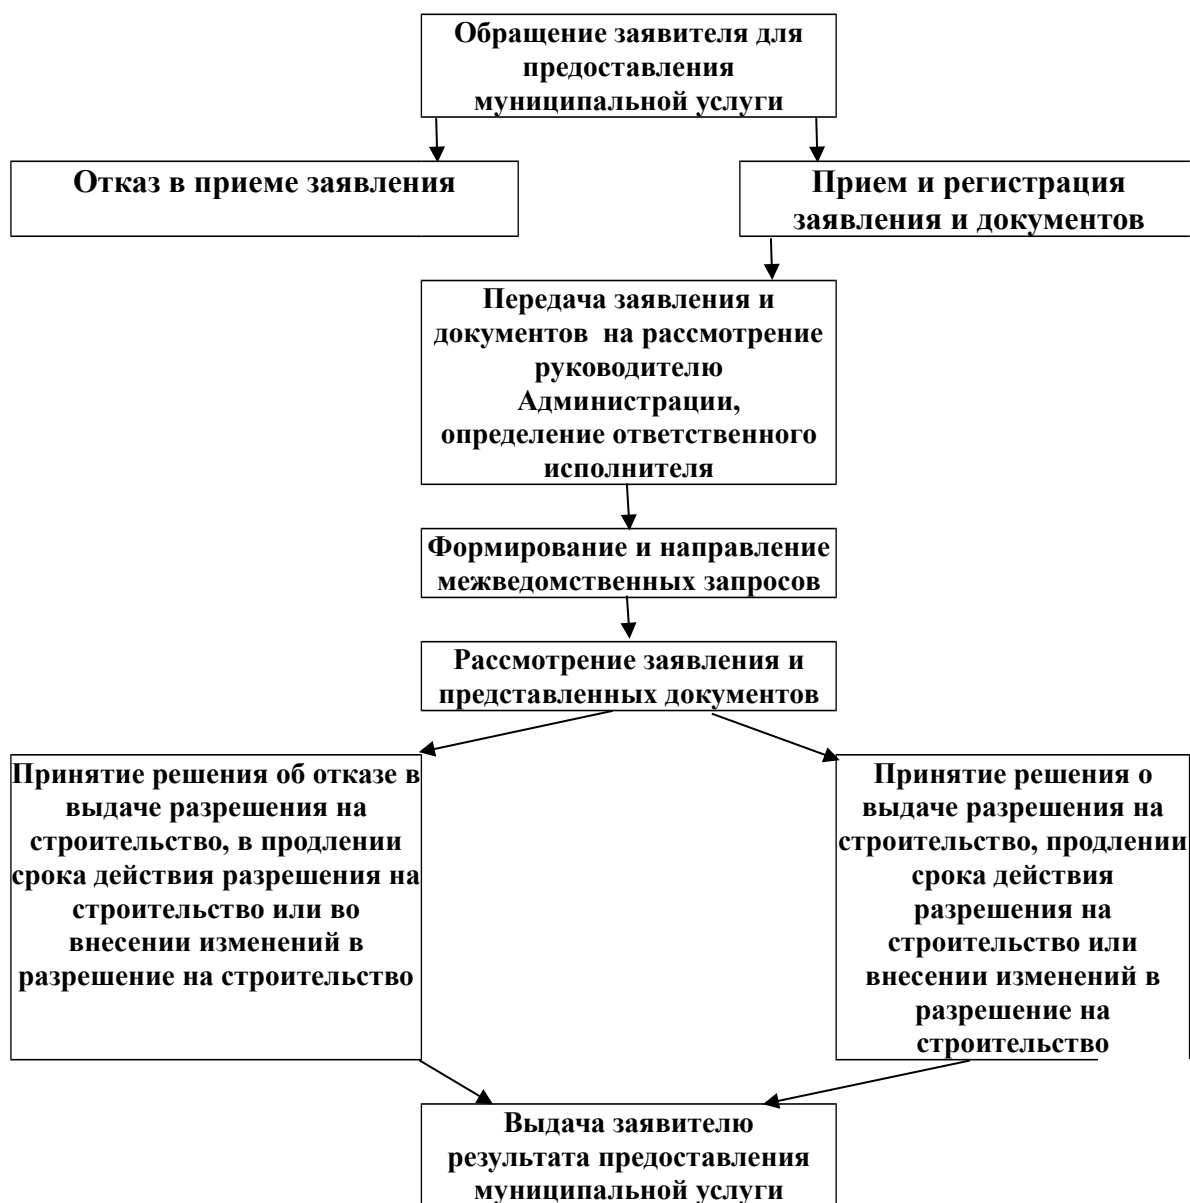 Обращение заявителя для
предоставления
муниципальной услуги
Отказ в приеме заявления
Прием и регистрация
заявления и документов
Передача заявления и
документов на рассмотрение
руководителю
Администрации,
определение ответственного
исполнителя
Формирование и направление
межведомственных запросов
Рассмотрение заявления и
представленных документов
Принятие решения об отказе в
выдаче разрешения на
строительство, в продлении
срока действия разрешения на
строительство или во
внесении изменений в
разрешение на строительство
Принятие решения о
выдаче разрешения на
строительство, продлении
срока действия
разрешения на
строительство или
внесении изменений в
разрешение на
строительство
Выдача заявителю
результата предоставления
муниципальной услуги